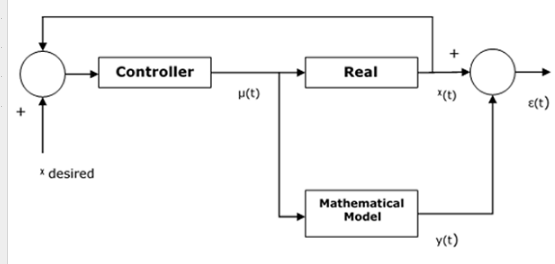 +
Controller
Real
μ(t)
x(t)
ε(t)
+
x desired
Mathematical
Model
y(t)